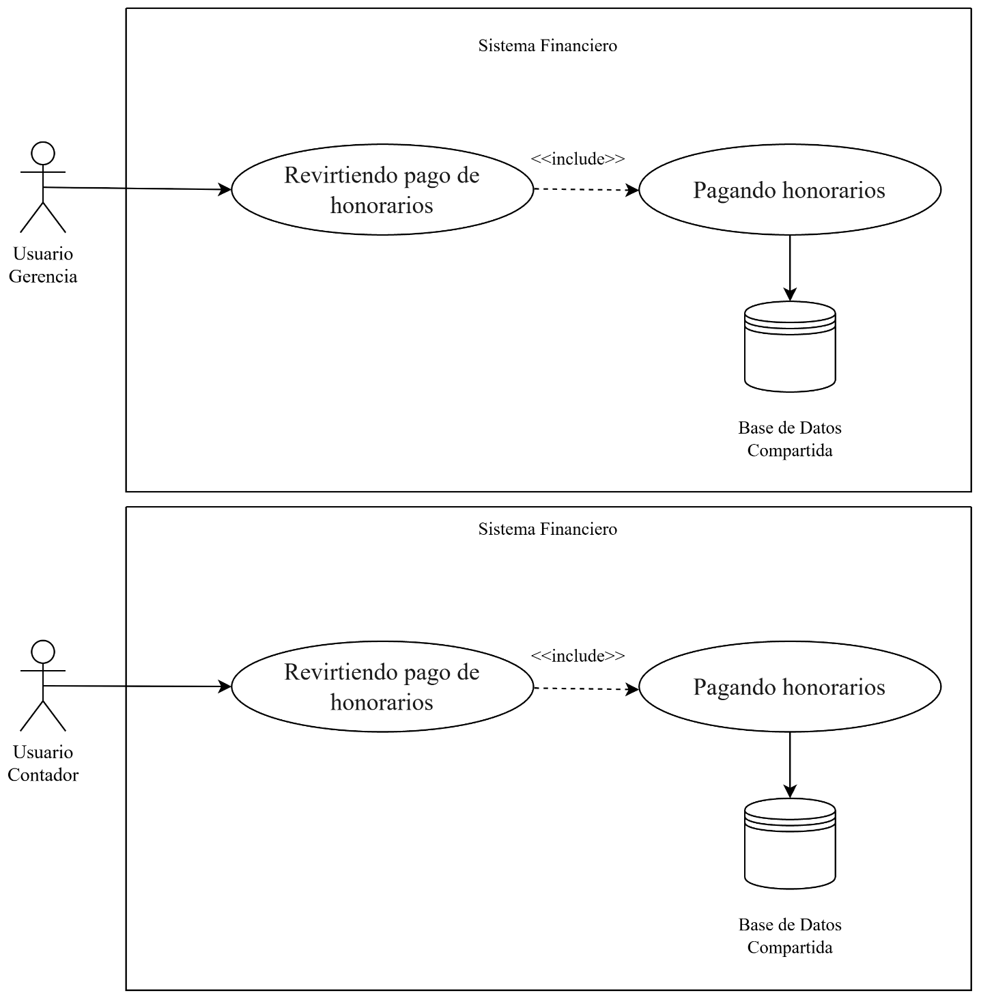 Sistema Financiero
Revirtiendo pago de
honorarios
<<include>>
Pagando honorarios
Usuario
Gerencia
Base de Datos
Compartida
Sistema Financiero
Revirtiendo pago de
honorarios
<<include>>
Pagando honorarios
Usuario
Contador
Base de Datos
Compartida